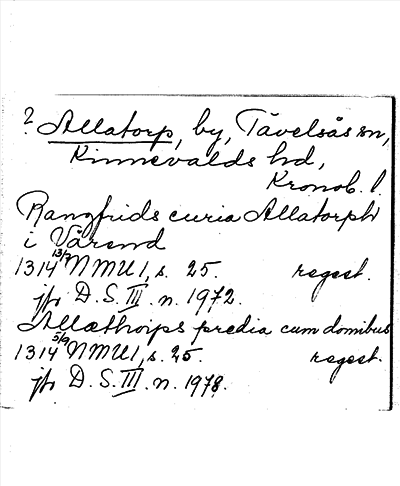 ? Allatorp, by, Tävelsås sn,
Kinnevalds hd,
Kronob. l.
Rangfrids curia Allatorph
i Värend
1314 13/7 NMU 1, s. 25. regest.
jfr D. S. III. n. 1972.
Allæthorps predia cum domibus
1314 5/9 NMU 1, s. 25. regest.
jfr D. S. III. n. 1978.